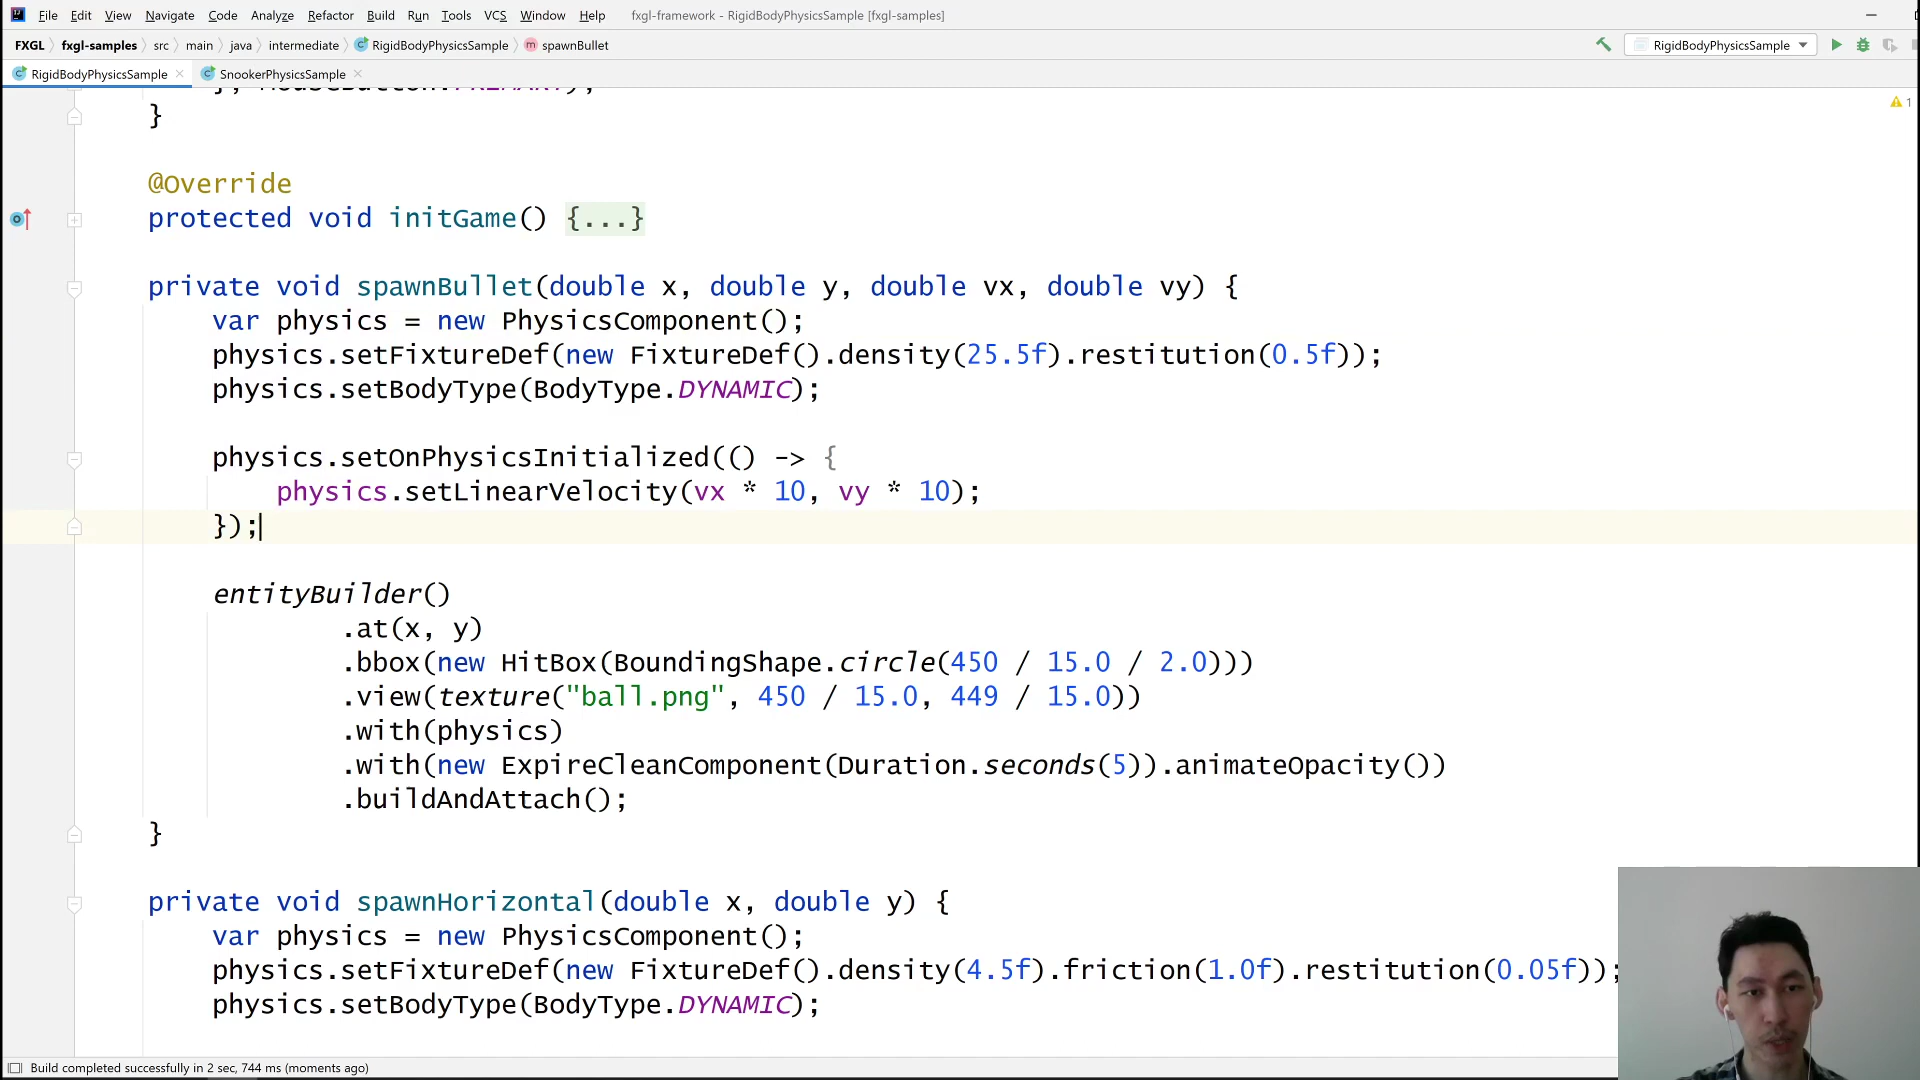 File Edit View Navigate Code Analyze Refactor Build Run Tools VCS Window Help fxgl-framework - RigidBodyPhysicsSample [fxgl-samples]
FXGL fxgl-samples src main java intermediate RigidBodyPhysicsSample spawnBullet RigidBodyPhysicsSample
RigidBodyPhysicsSample SnookerPhysicsSample
}, MouseButton.PRIMARY);
1
}
@Override
protected void initGame() {...}
private void spawnBullet(double x, double y, double vx, double vy) {
var physics = new PhysicsComponent();
physics.setFixtureDef(new FixtureDef().density(25.5f).restitution(0.5f));
physics.setBodyType(BodyType.DYNAMIC);
physics.setOnPhysicsInitialized(() -> {
physics.setLinearVelocity(vx * 10, vy * 10);
});
entityBuilder()
.at(x, y)
.bbox(new HitBox(BoundingShape.circle(450 / 15.0 / 2.0)))
.view(texture("ball.png", 450 / 15.0, 449 / 15.0))
.with(physics)
.with(new ExpireCleanComponent(Duration.seconds(5)).animateOpacity())
.buildAndAttach();
}
private void spawnHorizontal(double x, double y) {
var physics = new PhysicsComponent();
physics.setFixtureDef(new FixtureDef().density(4.5f).friction(1.0f).restitution(0.05f));
physics.setBodyType(BodyType.DYNAMIC);
Build completed successfully in 2 sec, 744 ms (moments ago)